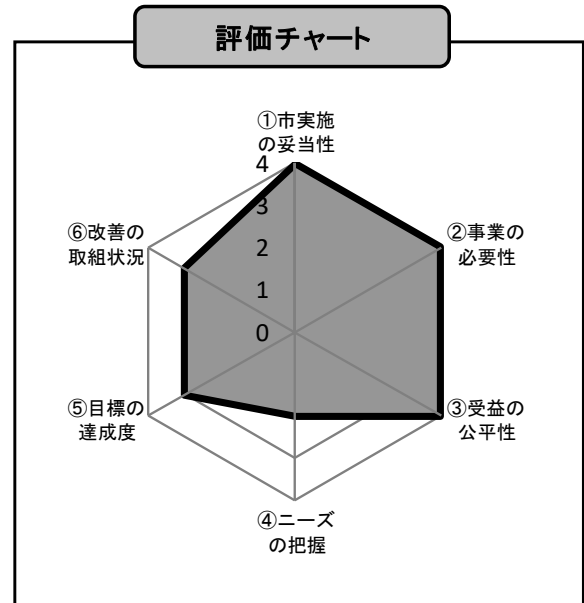 評価チャート
①市実施
の妥当性
4
3
2
1
0
②事業の
必要性
③受益の
公平性
④ニーズ
の把握
⑤目標の
達成度
⑥改善の
取組状況